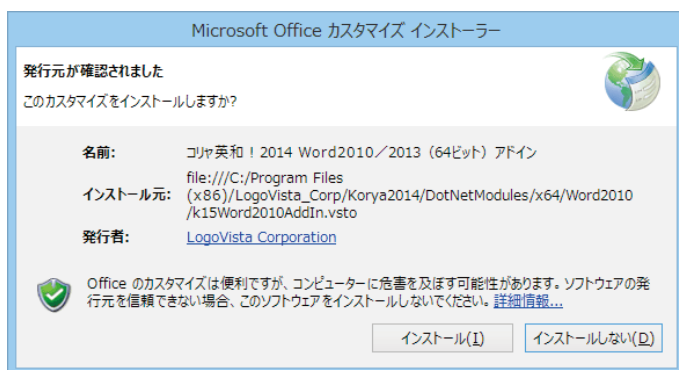 Microsoft Office カスタマイズ インストーラー
発行元が確認されました
このカスタマイズをインストールしますか?
名前: コリャ英和！2014 Word2010／2013（64ビット）アドイン
インストール元: file:///C:/Program Files
(x86)/LogoVista_Corp/Korya2014/DotNetModules/x64/Word2010
/k15Word2010AddIn.vsto
発行者: LogoVista Corporation
Office のカスタマイズは便利ですが、コンピューターに危害を及ぼす可能性があります。ソフトウェアの発
行元を信頼できない場合、このソフトウェアをインストールしないでください。詳細情報...
インストール(I) インストールしない(D)